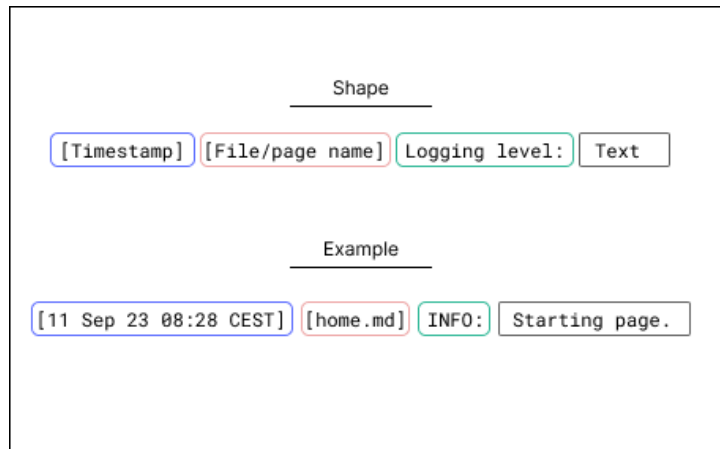 Shape
[Timestamp] [File/page name] Logging level: Text
Example
[11 Sep 23 08:28 CEST] [home.md] INFO: Starting page.